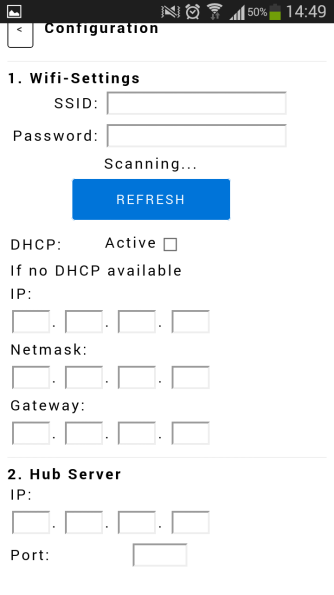 50% 14:49
< Configuration
1. Wifi-Settings
SSID:
Password:
Scanning...
REFRESH
DHCP: Active
If no DHCP available
IP:
. . .
Netmask:
. . .
Gateway:
. . .
2. Hub Server
IP:
. . .
Port: